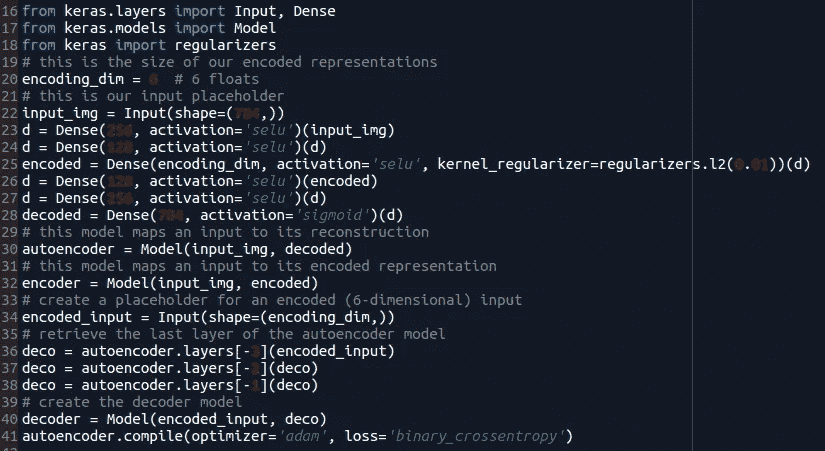 16 from keras.layers import Input, Dense
17 from keras.models import Model
18 from keras import regularizers
19 # this is the size of our encoded representations
20 encoding_dim = 6  # 6 floats
21 # this is our input placeholder
22 input_img = Input(shape=(784,))
23 d = Dense(256, activation='selu')(input_img)
24 d = Dense(128, activation='selu')(d)
25 encoded = Dense(encoding_dim, activation='selu', kernel_regularizer=regularizers.l2(0.01))(d)
26 d = Dense(128, activation='selu')(encoded)
27 d = Dense(256, activation='selu')(d)
28 decoded = Dense(784, activation='sigmoid')(d)
29 # this model maps an input to its reconstruction
30 autoencoder = Model(input_img, decoded)
31 # this model maps an input to its encoded representation
32 encoder = Model(input_img, encoded)
33 # create a placeholder for an encoded (6-dimensional) input
34 encoded_input = Input(shape=(encoding_dim,))
35 # retrieve the last layer of the autoencoder model
36 deco = autoencoder.layers[-3](encoded_input)
37 deco = autoencoder.layers[-2](deco)
38 deco = autoencoder.layers[-1](deco)
39 # create the decoder model
40 decoder = Model(encoded_input, deco)
41 autoencoder.compile(optimizer='adam', loss='binary_crossentropy')